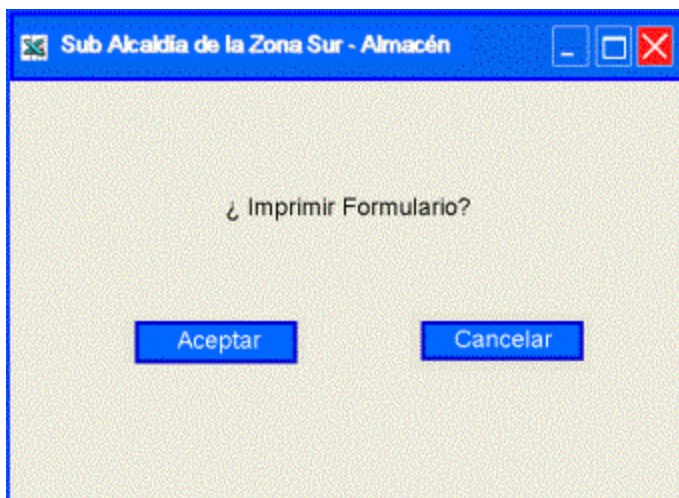 Sub Alcaldía de la Zona Sur - Almacén
¿ Imprimir Formulario?
Aceptar
Cancelar